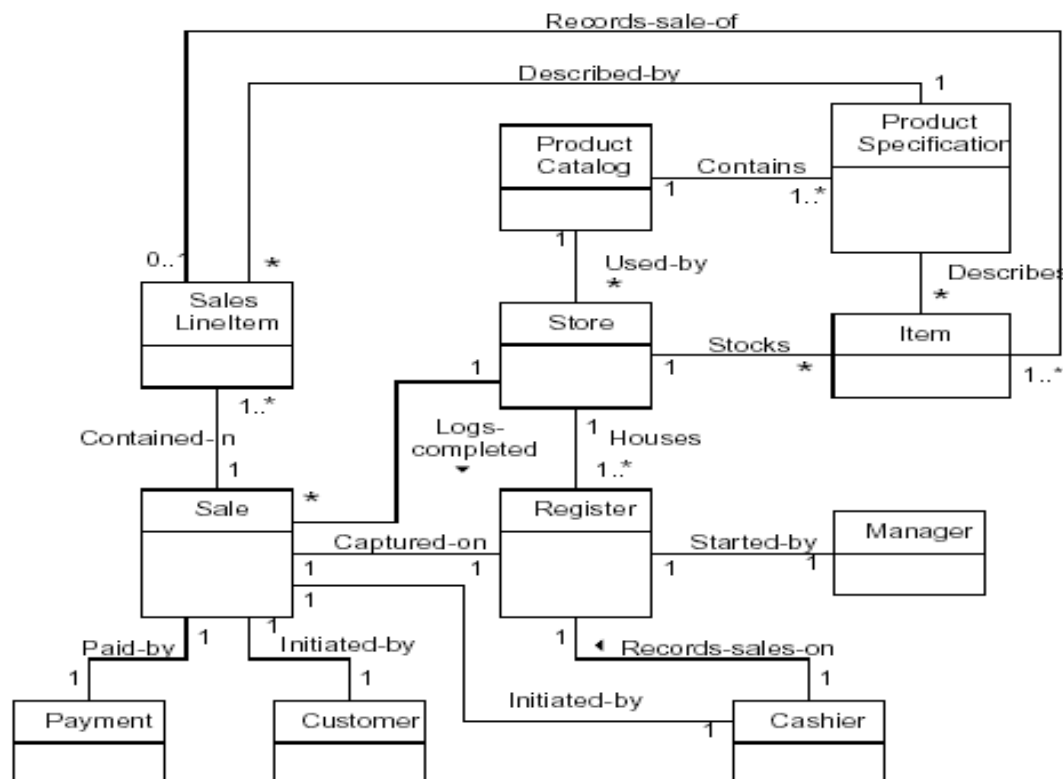 Records-sale-of
Described-by
1
Product
Specification
Product
Catalog
Contains
1
1..*
1
0..1
*
Used-by
*
Describes
*
Sales
LineItem
Store
Item
Stocks
1
1
*
1..*
1..*
Logs-
completed
1
Houses
Contained-n
1
1..*
*
Sale
Register
Manager
Captured-on
Started-by
1
1
1
1
1
Paid-by
1
1
Initiated-by
1
Records-sales-on
1
1
1
Initiated-by
1
Payment
Customer
Cashier